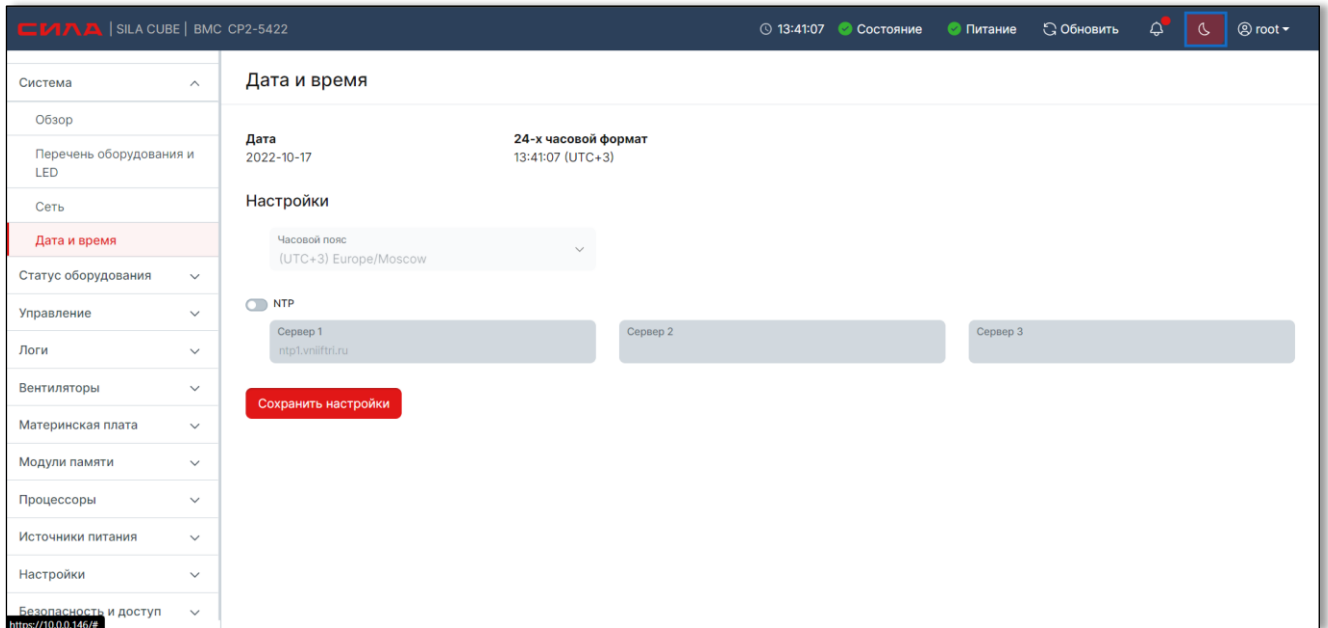 СИЛА | SILA CUBE | BMC CP2-5422 13:41:07 Состояние Питание Обновить root
Система
Обзор
Перечень оборудования и
LED
Сеть
Дата и время
Статус оборудования
Управление
Логи
Вентиляторы
Материнская плата
Модули памяти
Процессоры
Источники питания
Настройки
Безопасность и доступ
https://10.0.0.146/#
Дата и время
Дата 24-х часовой формат
2022-10-17 13:41:07 (UTC+3)
Настройки
Часовой пояс
(UTC+3) Europe/Moscow
NTP
Сервер 1 Сервер 2 Сервер 3
ntp1.vniiftri.ru
Сохранить настройки